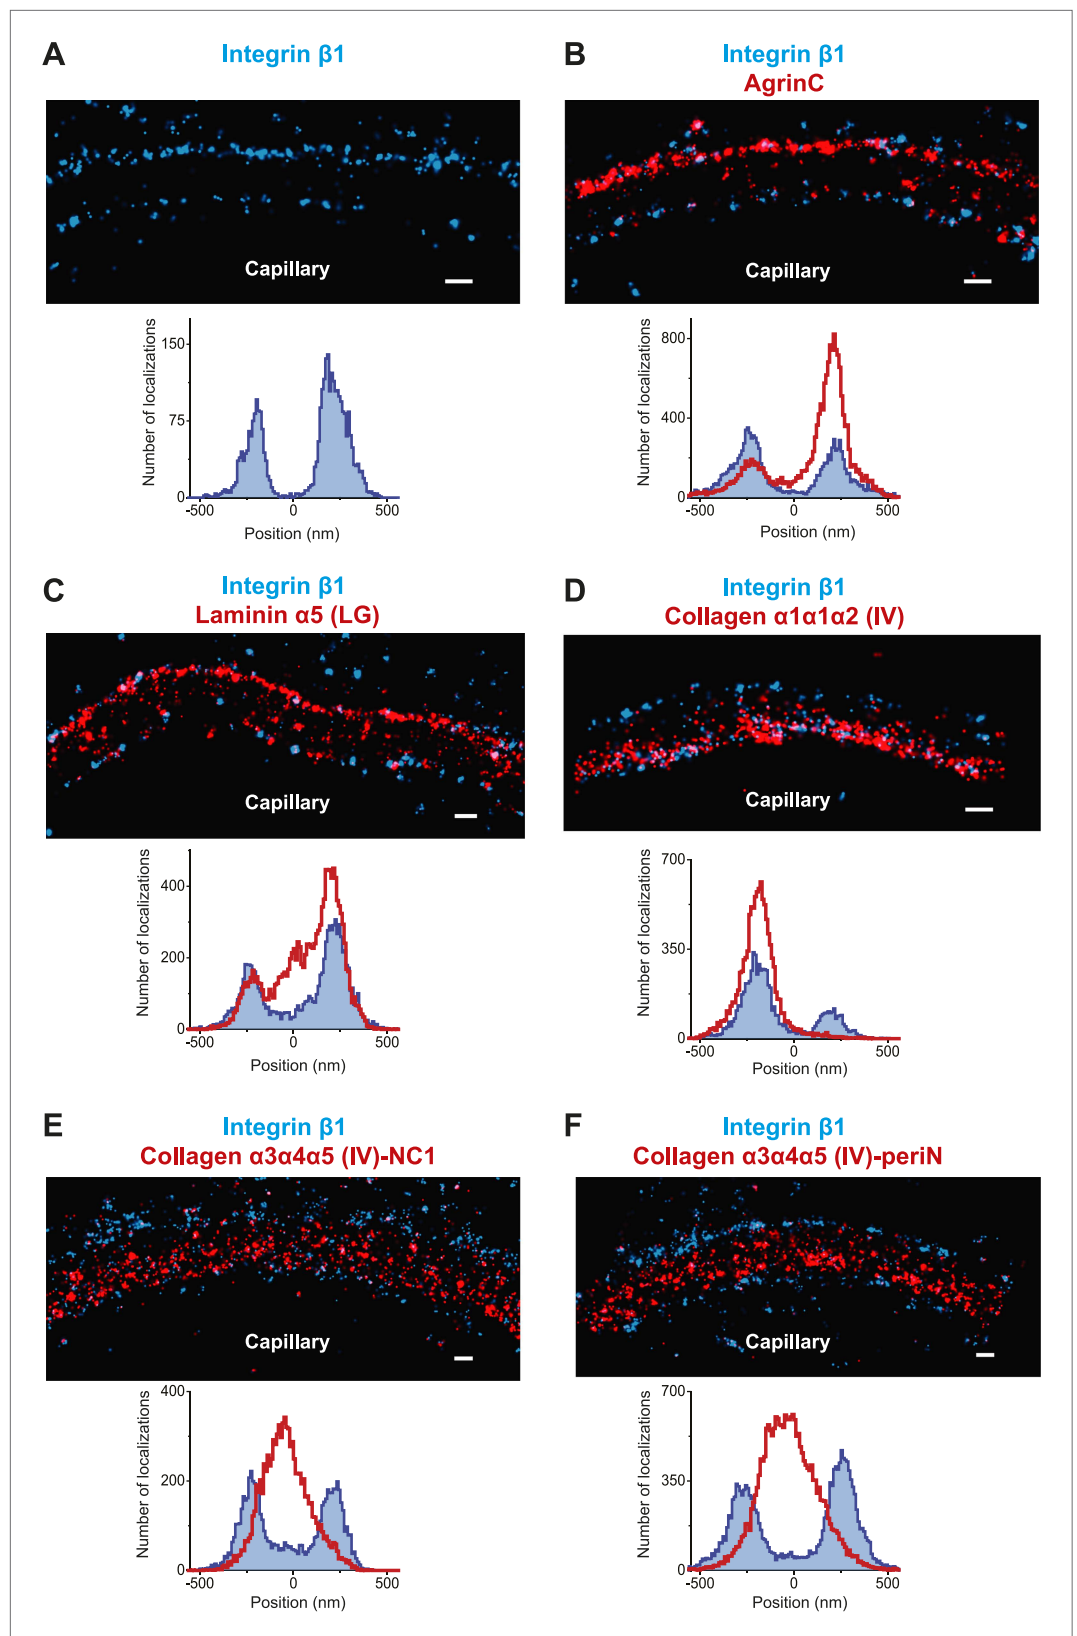 A
Integrin β1
Capillary
Number of localizations
150
75
0
-500
0
500
Position (nm)
B
Integrin β1
AgrinC
Capillary
Number of localizations
800
400
0
-500
0
500
Position (nm)
C
Integrin β1
Laminin α5 (LG)
Capillary
Number of localizations
400
200
0
-500
0
500
Position (nm)
D
Integrin β1
Collagen α1α1α2 (IV)
Capillary
Number of localizations
700
350
0
-500
0
500
Position (nm)
E
Integrin β1
Collagen α3α4α5 (IV)-NC1
Capillary
Number of localizations
400
200
0
-500
0
500
Position (nm)
F
Integrin β1
Collagen α3α4α5 (IV)-periN
Capillary
Number of localizations
700
350
0
-500
0
500
Position (nm)